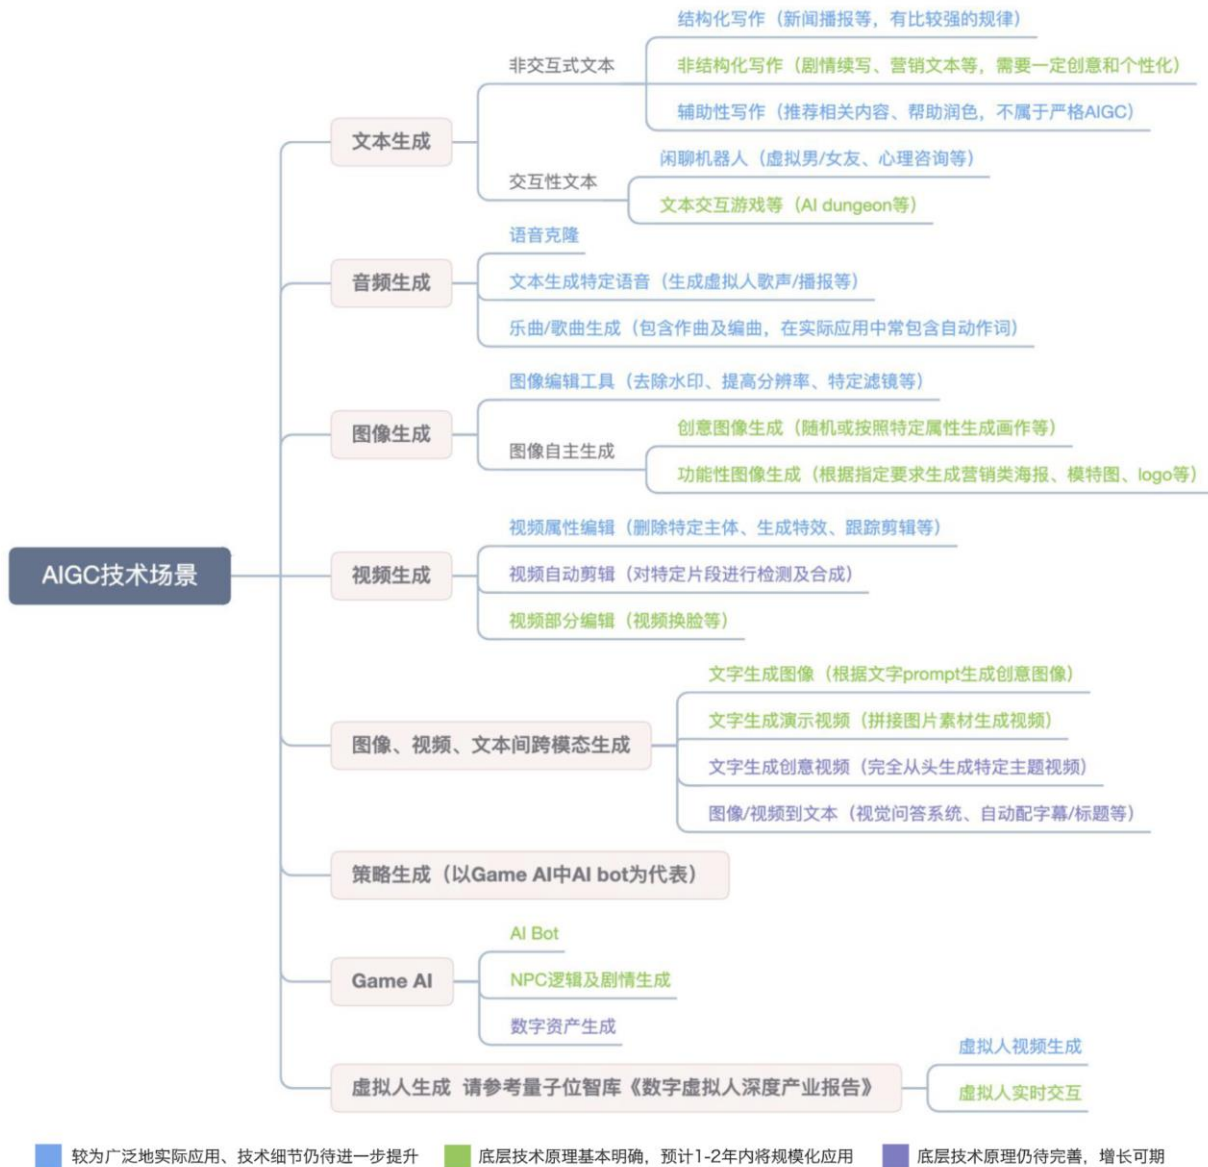 AIGC技术场景
文本生成
非交互式文本
结构化写作（新闻播报等，有比较强的规律）
非结构化写作（剧情续写、营销文本等，需要一定创意和个性化）
辅助性写作（推荐相关内容、帮助润色，不属于严格AIGC）
交互性文本
闲聊机器人（虚拟男/女友、心理咨询等）
文本交互游戏等（AI dungeon等）
音频生成
语音克隆
文本生成特定语音（生成虚拟人歌声/播报等）
乐曲/歌曲生成（包含作曲及编曲，在实际应用中常包含自动作词）
图像生成
图像编辑工具（去除水印、提高分辨率、特定滤镜等）
图像自主生成
创意图像生成（随机或按照特定属性生成画作等）
功能性图像生成（根据指定要求生成营销类海报、模特图、logo等）
视频生成
视频属性编辑（删除特定主体、生成特效、跟踪剪辑等）
视频自动剪辑（对特定片段进行检测及合成）
视频部分编辑（视频换脸等）
图像、视频、文本间跨模态生成
文字生成图像（根据文字prompt生成创意图像）
文字生成演示视频（拼接图片素材生成视频）
文字生成创意视频（完全从头生成特定主题视频）
图像/视频到文本（视觉问答系统、自动配字幕/标题等）
策略生成（以Game AI中AI bot为代表）
Game AI
AI Bot
NPC逻辑及剧情生成
数字资产生成
虚拟人生成 请参考量子位智库《数字虚拟人深度产业报告》
虚拟人视频生成
虚拟人实时交互
较为广泛地实际应用、技术细节仍待进一步提升
底层技术原理基本明确，预计1-2年内将规模化应用
底层技术原理仍待完善，增长可期